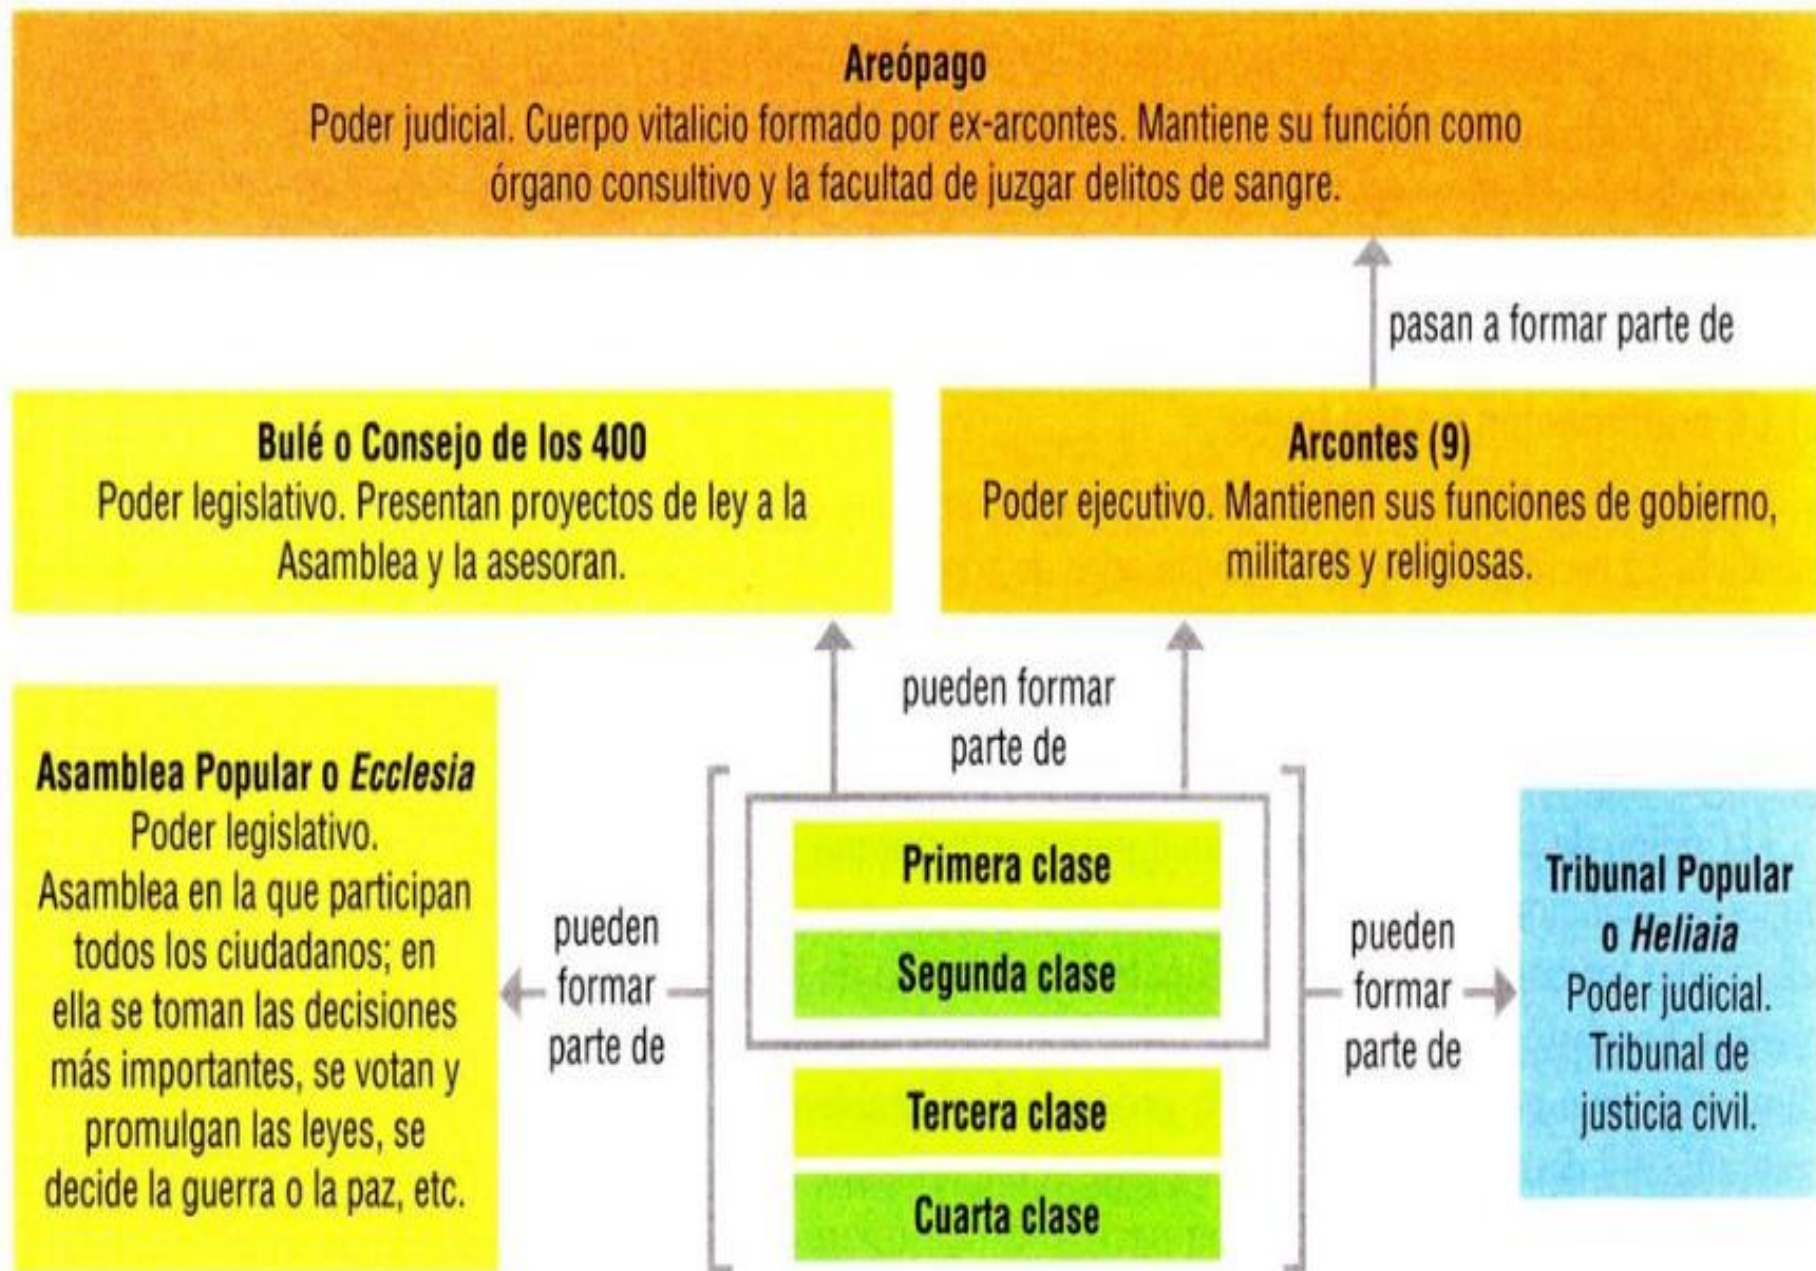 Areópago
Poder judicial. Cuerpo vitalicio formado por ex-arcontes. Mantiene su función como
órgano consultivo y la facultad de juzgar delitos de sangre.
pasan a formar parte de
Bulé o Consejo de los 400
Poder legislativo. Presentan proyectos de ley a la
Asamblea y la asesoran.
Arcontes (9)
Poder ejecutivo. Mantienen sus funciones de gobierno,
militares y religiosas.
pueden formar
parte de
Asamblea Popular o Ecclesia
Poder legislativo.
Asamblea en la que participan
todos los ciudadanos; en
ella se toman las decisiones
más importantes, se votan y
promulgan las leyes, se
decide la guerra o la paz, etc.
pueden
formar
parte de
Primera clase
Segunda clase
Tercera clase
Cuarta clase
pueden
formar
parte de
Tribunal Popular
o Heliaia
Poder judicial.
Tribunal de
justicia civil.